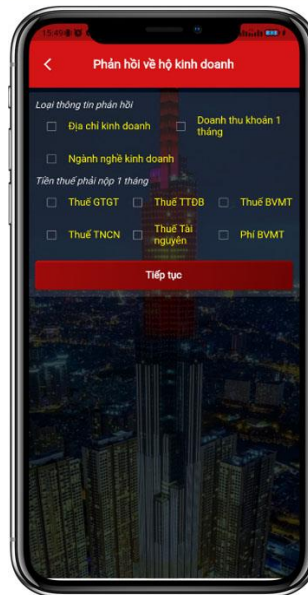 15:49
Phản hồi về hộ kinh doanh
Loại thông tin phản hồi
Địa chỉ kinh doanh
Doanh thu khoán 1
tháng
Ngành nghề kinh doanh
Tiền thuế phải nộp 1 tháng
Thuế GTGT
Thuế TTĐB
Thuế BVMT
Thuế TNCN
Thuế Tài
nguyên
Phí BVMT
Tiếp tục